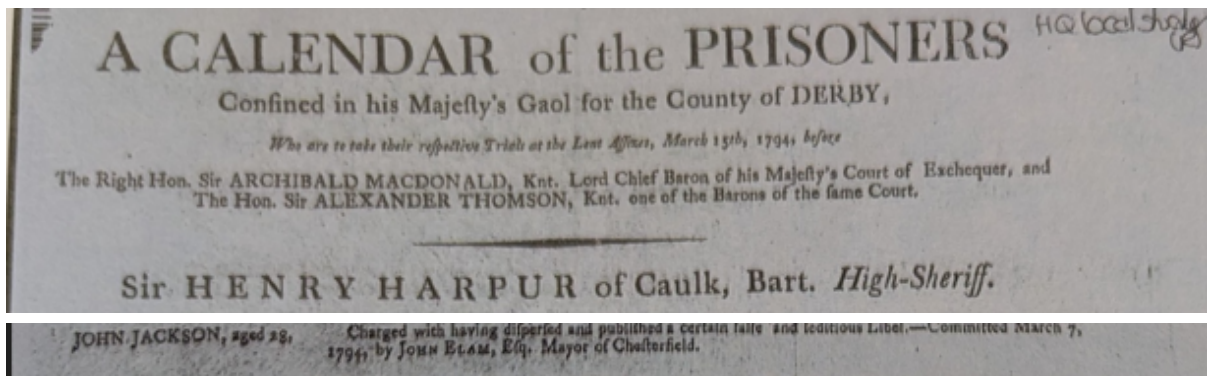 A CALENDAR of the PRISONERS
HQ local study
Confined in his Majeſty's Gaol for the County of DERBY,
Who are to take their reſpective Trials at the Lent Aſſizes, March 15th, 1794, before
The Right Hon. Sir ARCHIBALD MACDONALD, Knt. Lord Chief Baron of his Majeſty's Court of Exchequer, and
The Hon. Sir ALEXANDER THOMSON, Knt. one of the Barons of the ſame Court.
Sir HENRY HARPUR of Caulk, Bart. High-Sheriff.
JOHN JACKSON, aged 28, Charged with having diſperſed and publiſhed a certain falſe and ſeditious Libel.—Committed March 7,
1794, by JOHN ELAM, Eſq. Mayor of Cheſterfield.